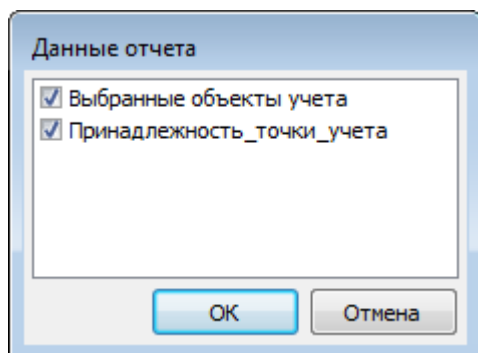 Данные отчета
Выбранные объекты учета
Принадлежность_точки_учета
ОК
Отмена